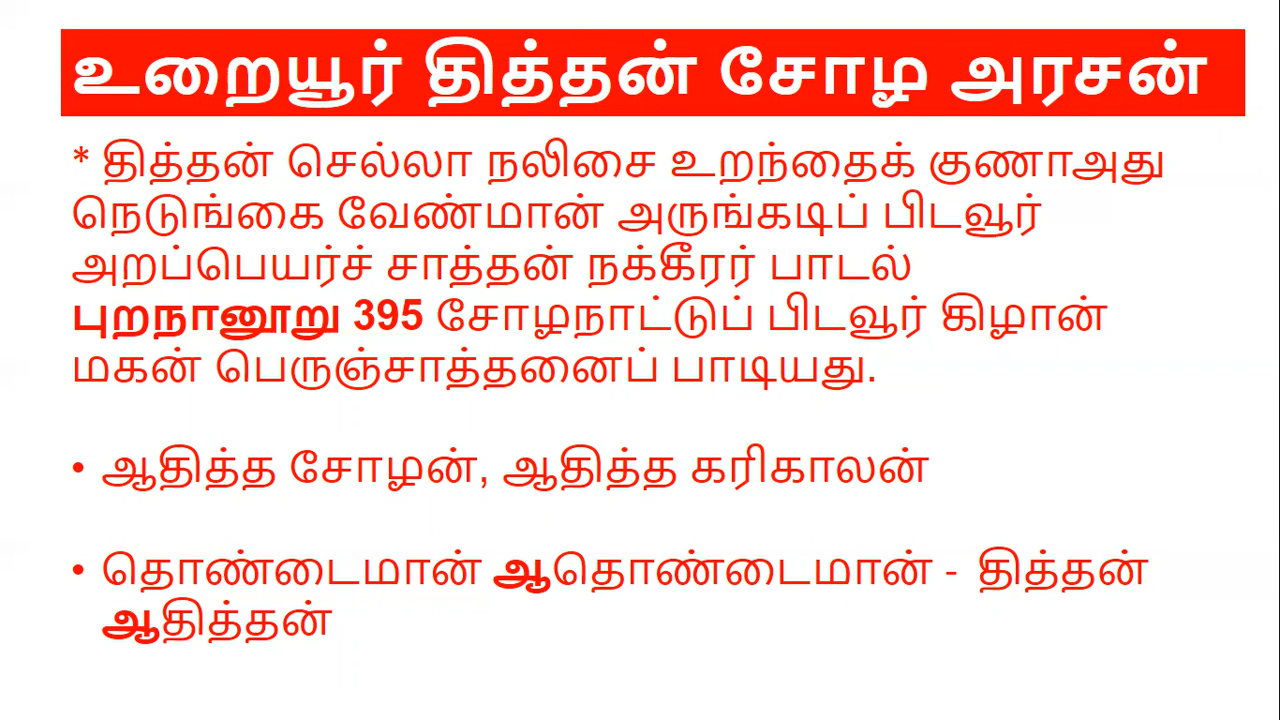 உறையூர் தித்தன் சோழ அரசன்
* தித்தன் செல்லா நலிசை உறந்தைக் குணாஅது
நெடுங்கை வேண்மான் அருங்கடிப் பிடவூர்
அறப்பெயர்ச் சாத்தன் நக்கீரர் பாடல்
புறநானூறு 395 சோழநாட்டுப் பிடவூர் கிழான்
மகன் பெருஞ்சாத்தனைப் பாடியது.
• ஆதித்த சோழன், ஆதித்த கரிகாலன்
• தொண்டைமான் ஆதொண்டைமான் - தித்தன்
ஆதித்தன்